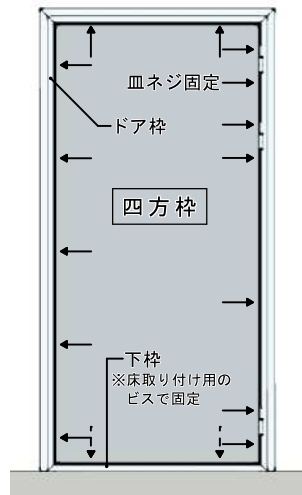 皿ネジ固定
ドア枠
四方枠
下枠
※床取り付け用の
ビスで固定